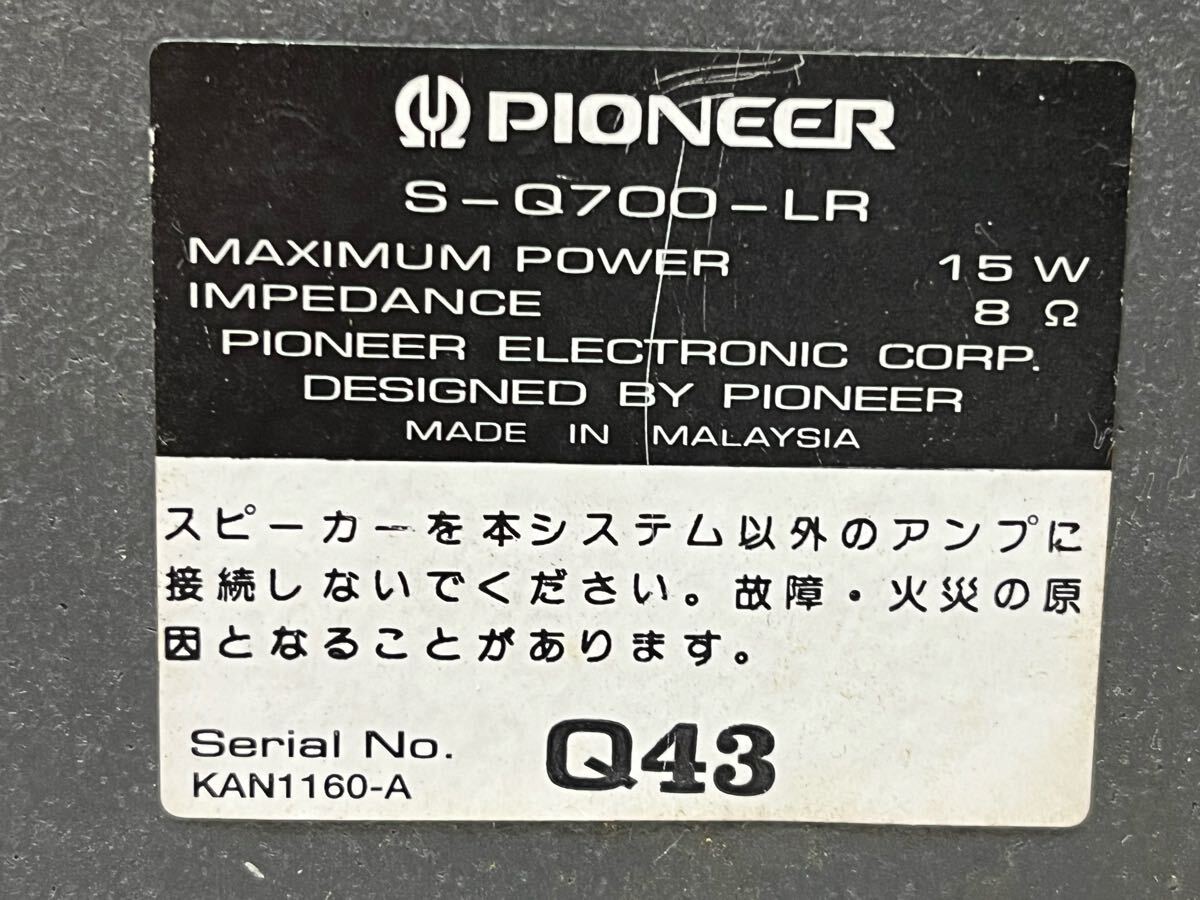 PIONEER
S-Q700-LR
MAXIMUM POWER 15 W
IMPEDANCE 8 Ω
PIONEER ELECTRONIC CORP.
DESIGNED BY PIONEER
MADE IN MALAYSIA
スピーカーを本システム以外のアンプに
接続しないでください。故障・火災の原
因となることがあります。
Serial No. Q43
KAN1160-A